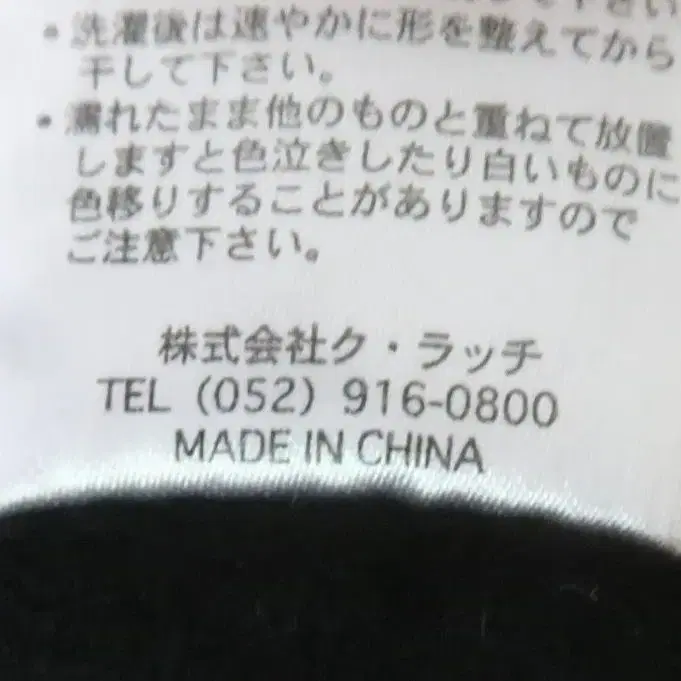 ・洗濯後は速やかに形を整えてから
干して下さい。
・濡れたまま他のものと重ねて放置
しますと色泣きしたり白いものに
色移りすることがありますので
ご注意下さい。
株式会社ク・ラッチ
TEL（052）916-0800
MADE IN CHINA